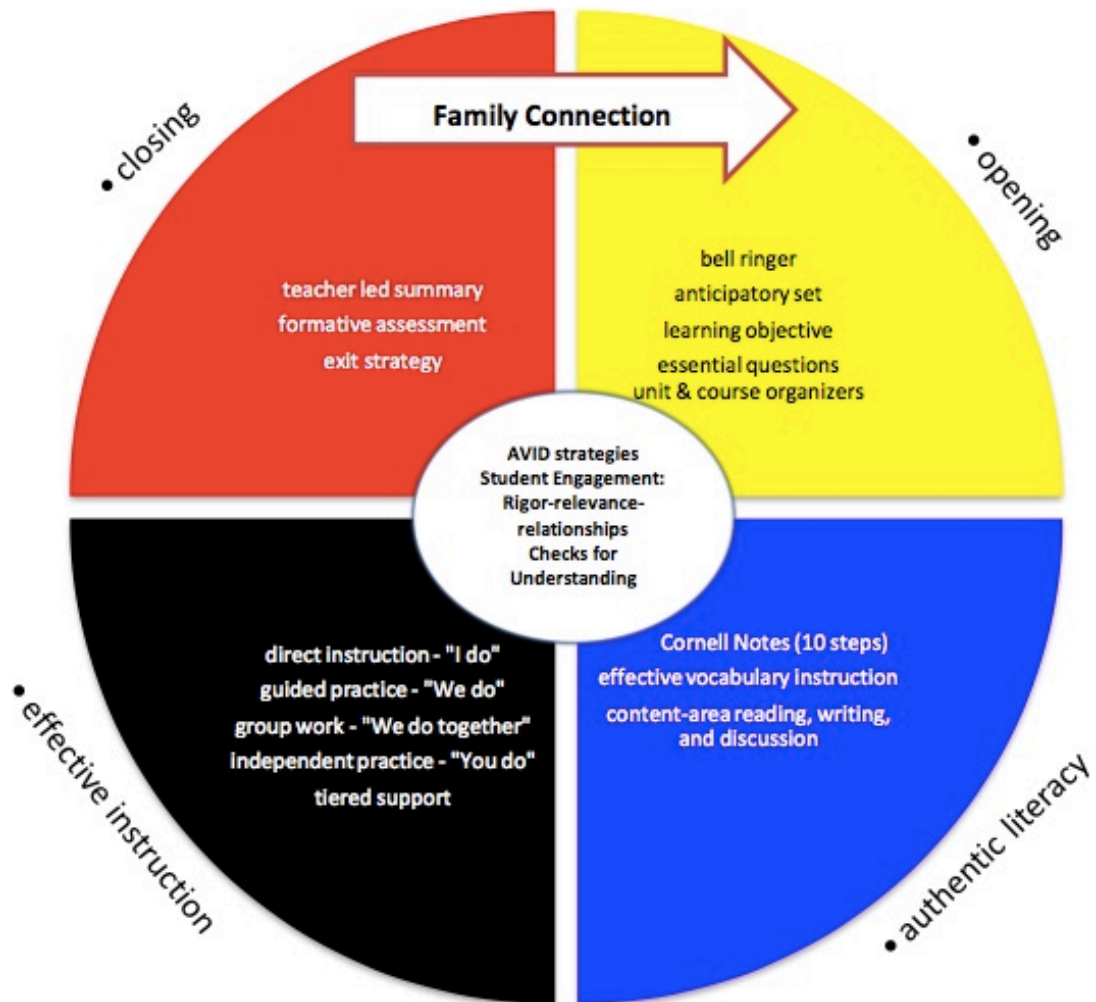 Family Connection
• closing
teacher led summary
formative assessment
exit strategy
• opening
bell ringer
anticipatory set
learning objective
essential questions
unit & course organizers
AVID strategies
Student Engagement:
Rigor-relevance-
relationships
Checks for
Understanding
direct instruction - "I do"
guided practice - "We do"
group work - "We do together"
independent practice - "You do"
tiered support
• effective instruction
Cornell Notes (10 steps)
effective vocabulary instruction
content-area reading, writing,
and discussion
• authentic literacy